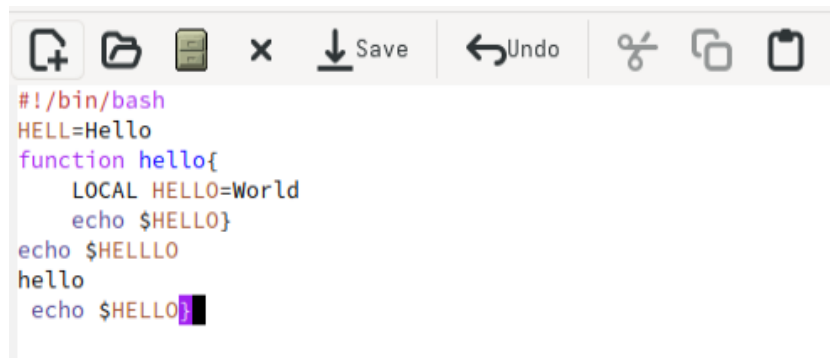 Save Undo
#!/bin/bash
HELL=Hello
function hello{
    LOCAL HELLO=World
    echo $HELLO}
echo $HELLLO
hello
 echo $HELLO}